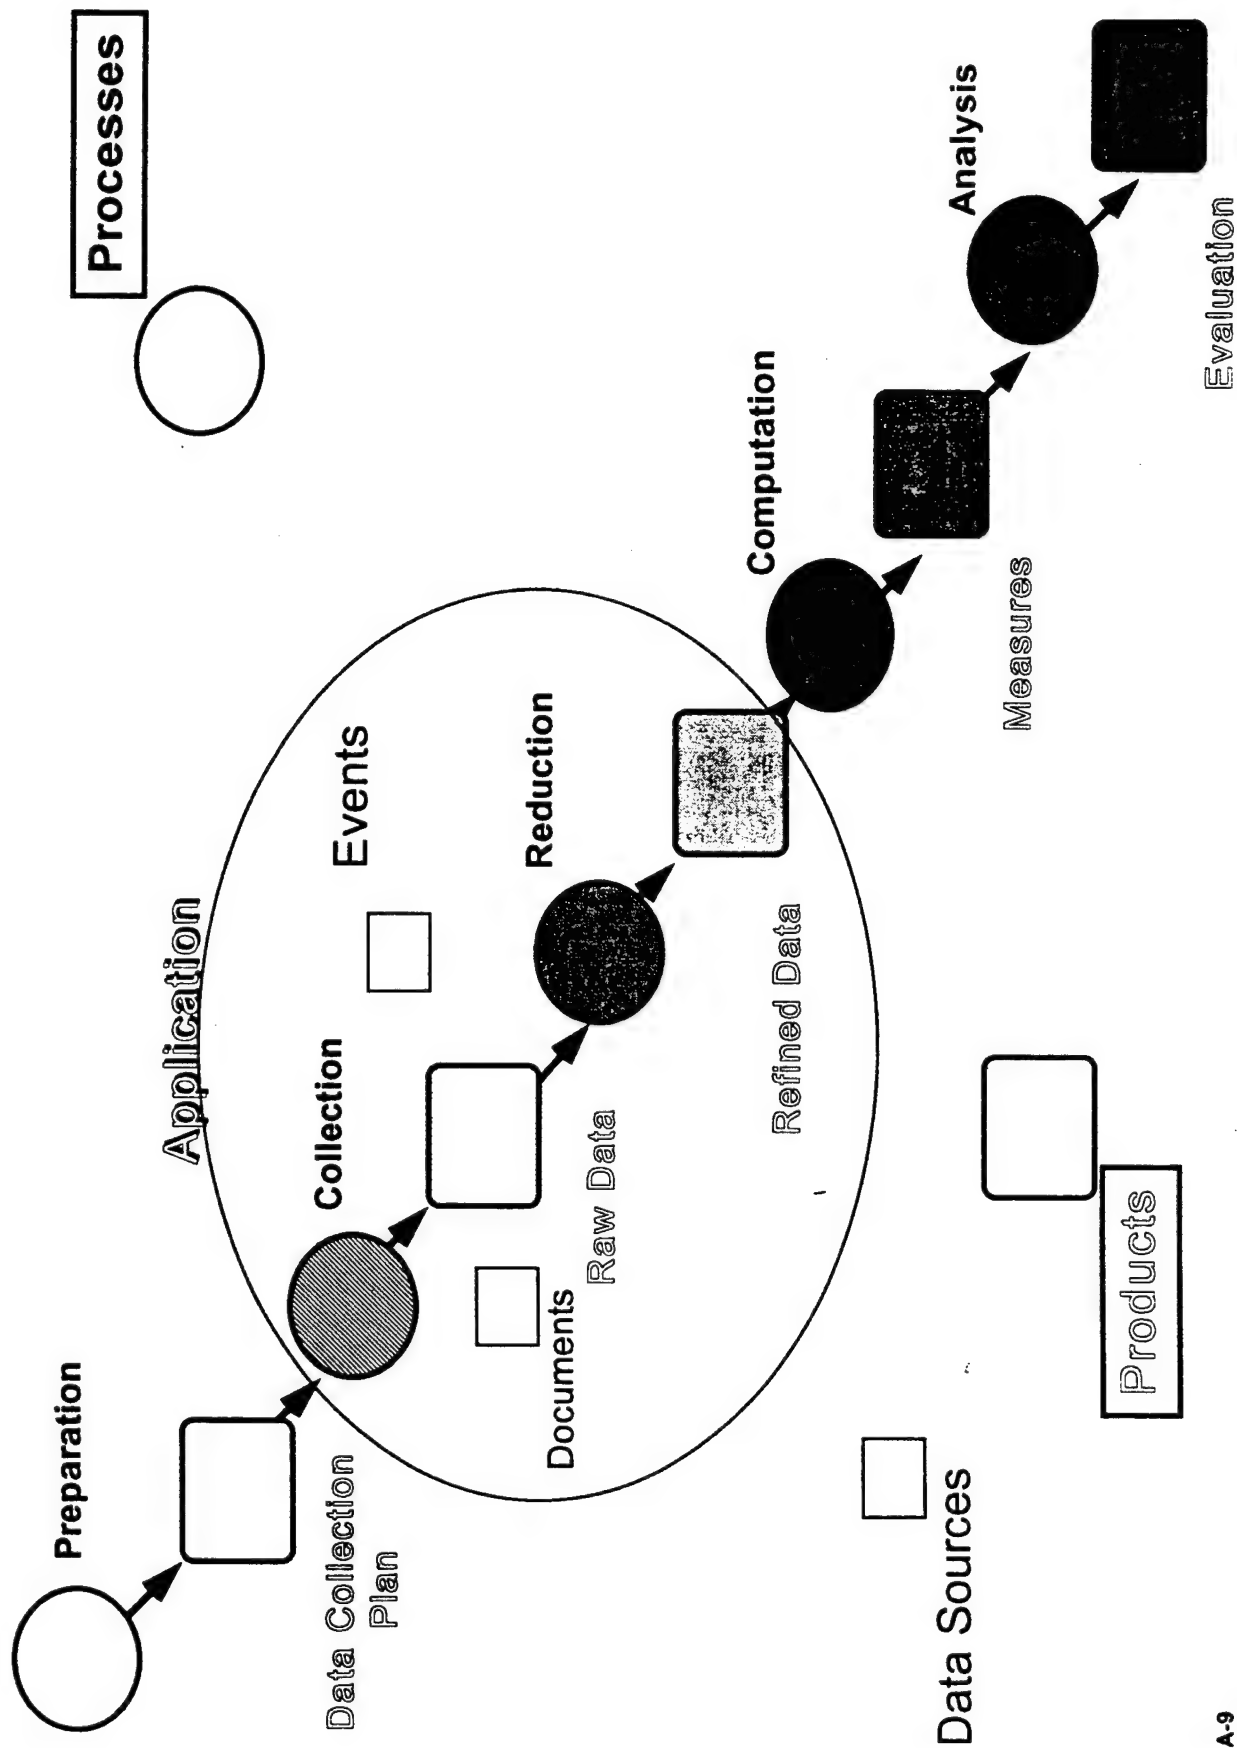 Processes
Preparation
Data Collection
Plan
Application
Collection
Events
Documents
Raw Data
Reduction
Refined Data
Computation
Measures
Analysis
Evaluation
Data Sources
Products
A-9